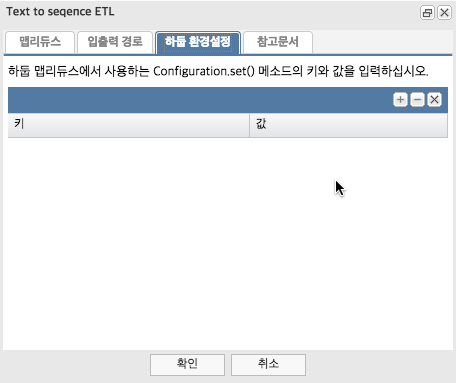 Text to seqence ETL
맵리듀스 입출력 경로 하둡 환경설정 참고문서
하둡 맵리듀스에서 사용하는 Configuration.set() 메소드의 키와 값을 입력하십시오.
키 값
확인 취소